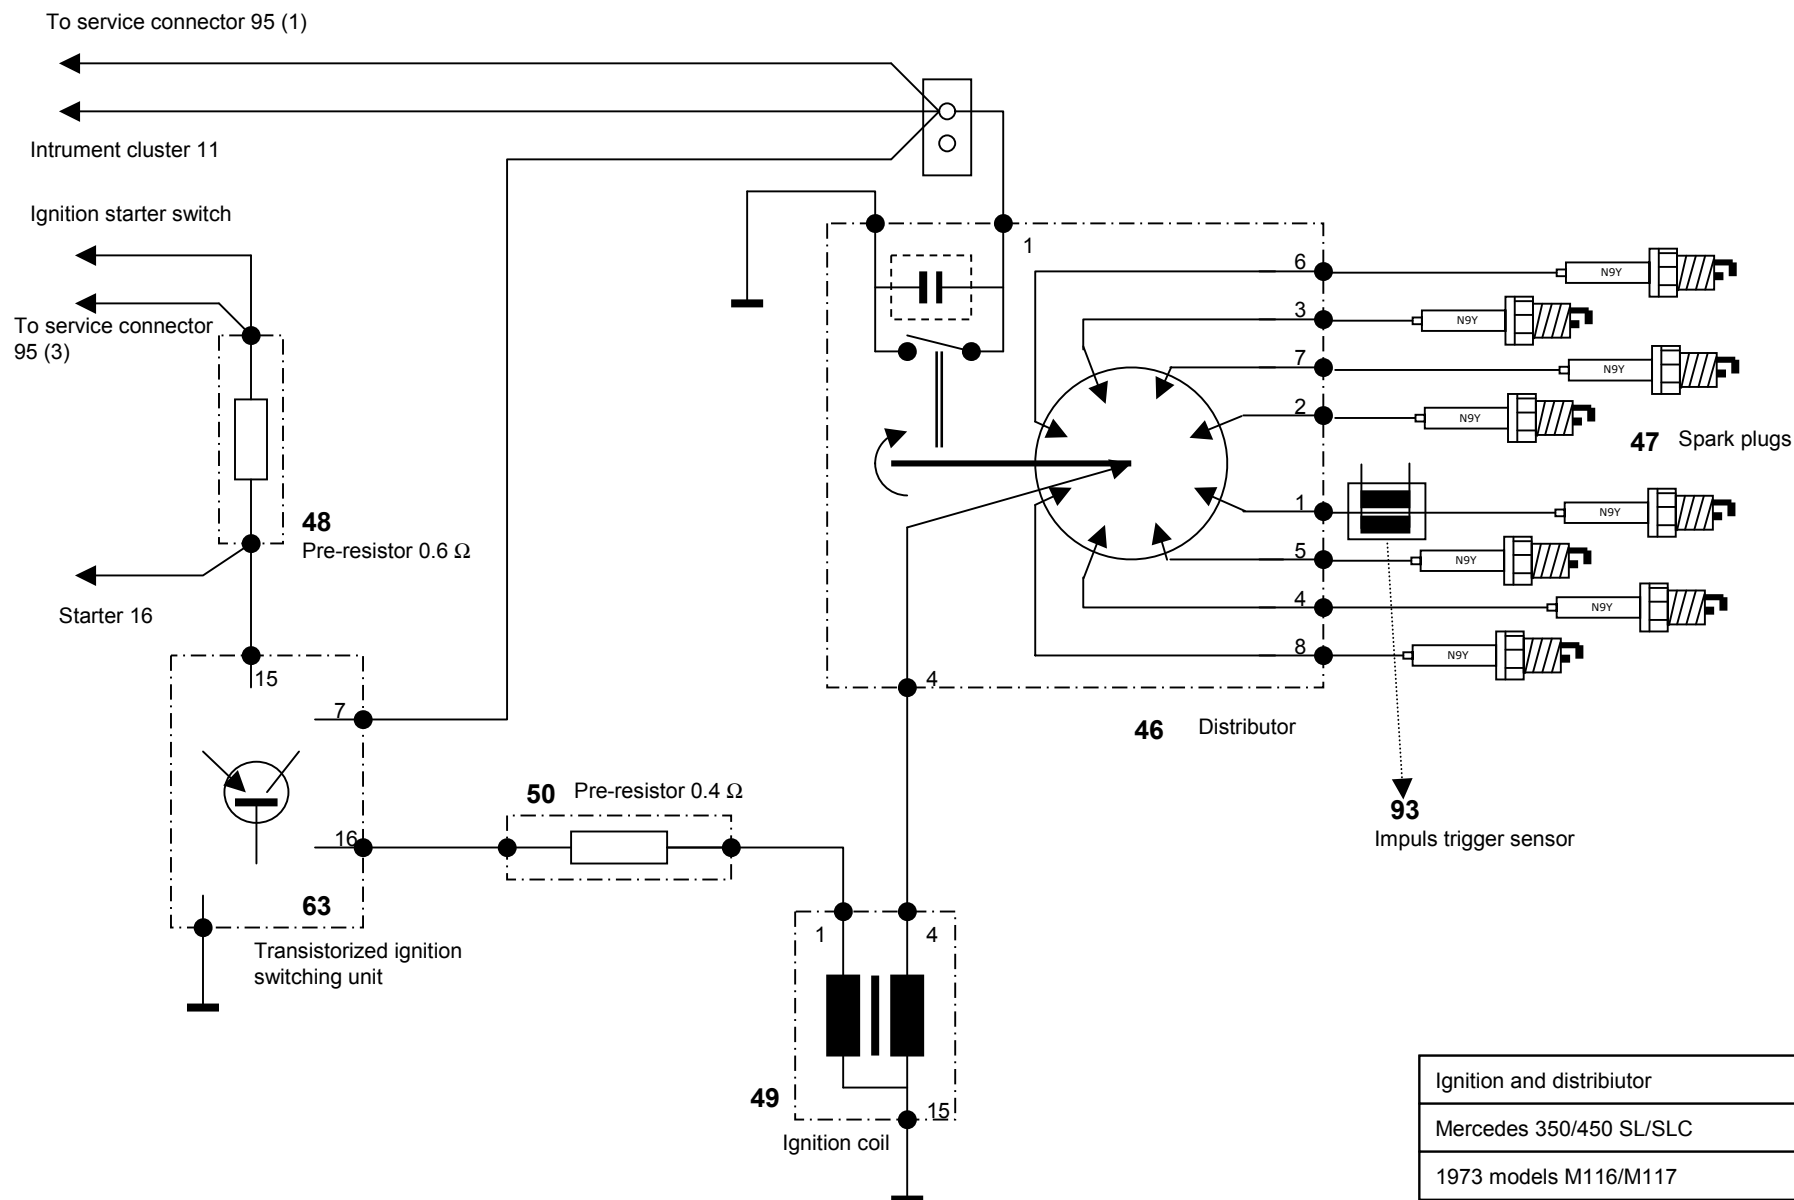 To service connector 95 (1)
Intrument cluster 11
Ignition starter switch
To service connector
95 (3)
48
Pre-resistor 0.6 Ω
Starter 16
15
7
16
63
Transistorized ignition
switching unit
50 Pre-resistor 0.4 Ω
1
4
49
15
Ignition coil
1
4
46 Distributor
6
3
7
2
1
5
4
8
N9Y
N9Y
N9Y
N9Y
47 Spark plugs
N9Y
N9Y
N9Y
N9Y
93
Impuls trigger sensor
Ignition and distribiutor
Mercedes 350/450 SL/SLC
1973 models M116/M117